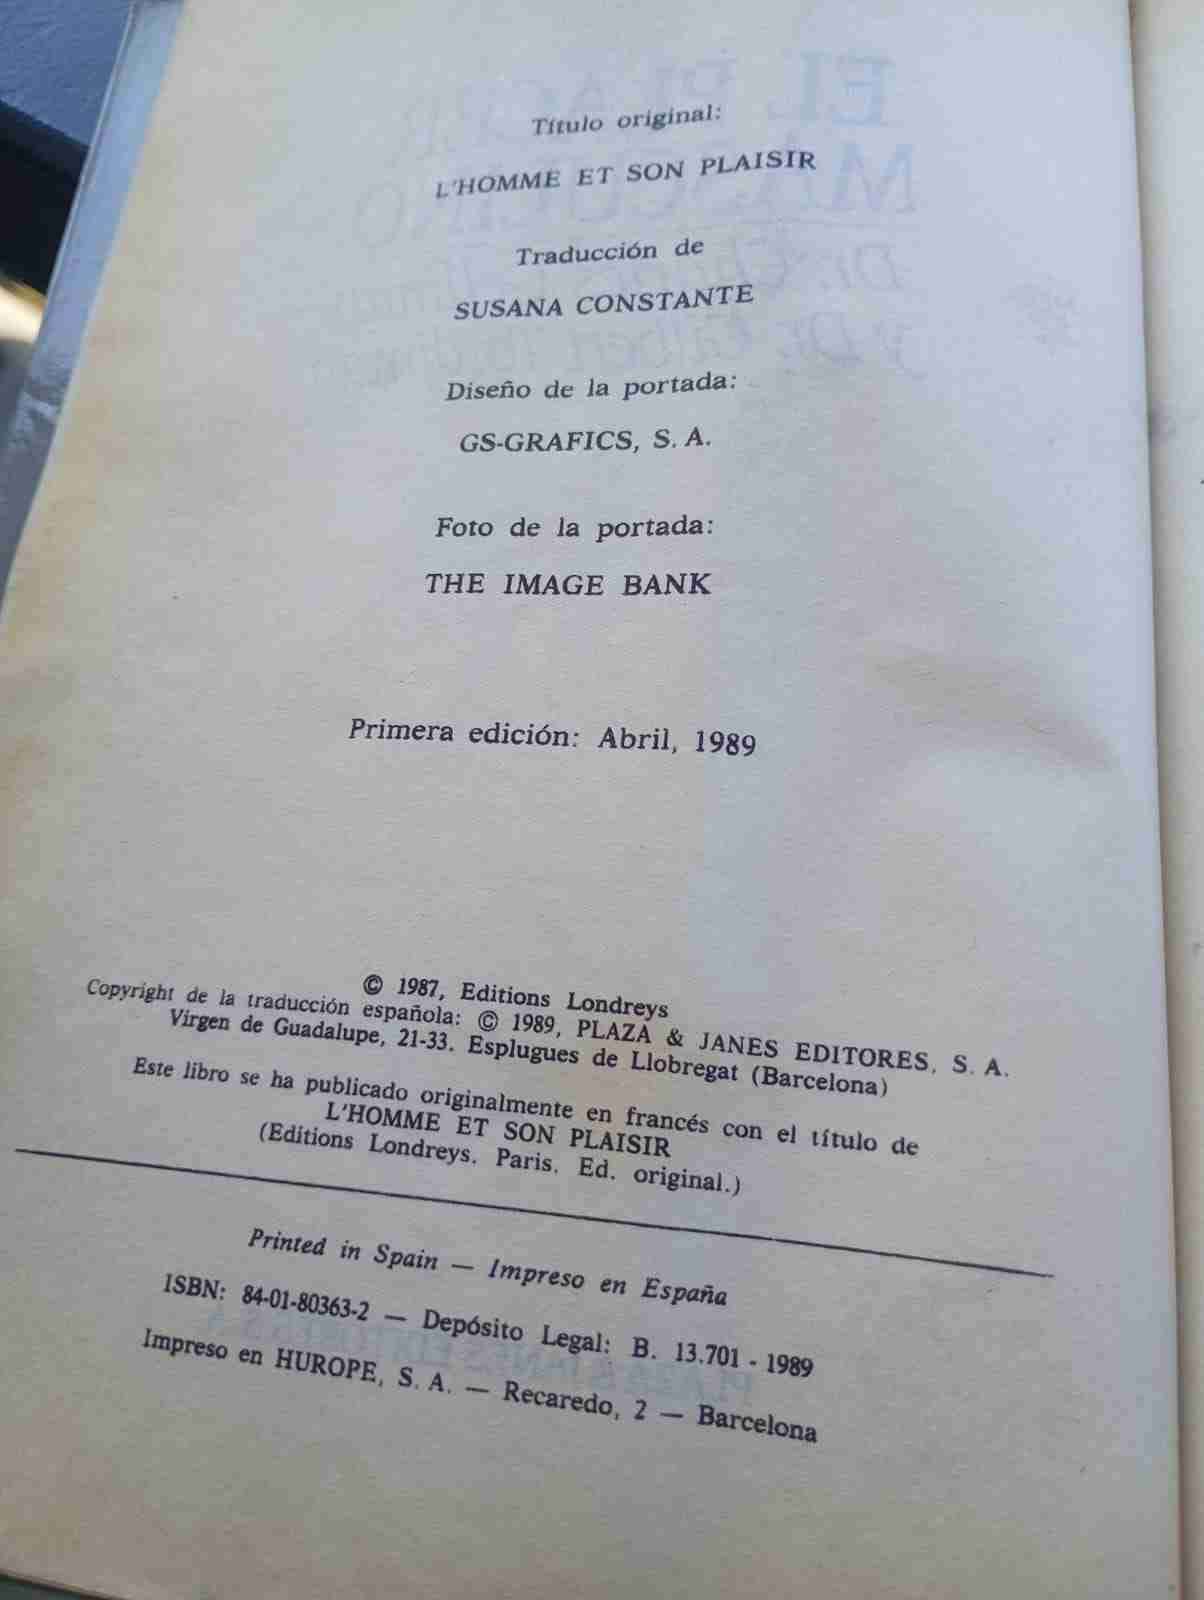 Título original:
L'HOMME ET SON PLAISIR
Traducción de
SUSANA CONSTANTE
Diseño de la portada:
GS-GRAFICS, S. A.
Foto de la portada:
THE IMAGE BANK
Primera edición: Abril, 1989
© 1987, Editions Londreys
Copyright de la traducción española: © 1989, PLAZA & JANES EDITORES, S. A.
Virgen de Guadalupe, 21-33. Esplugues de Llobregat (Barcelona)
Este libro se ha publicado originalmente en francés con el título de
L'HOMME ET SON PLAISIR
(Editions Londreys. Paris. Ed. original.)
Printed in Spain — Impreso en España
ISBN: 84-01-80363-2 — Depósito Legal: B. 13.701 - 1989
Impreso en HUROPE, S. A. — Recaredo, 2 — Barcelona